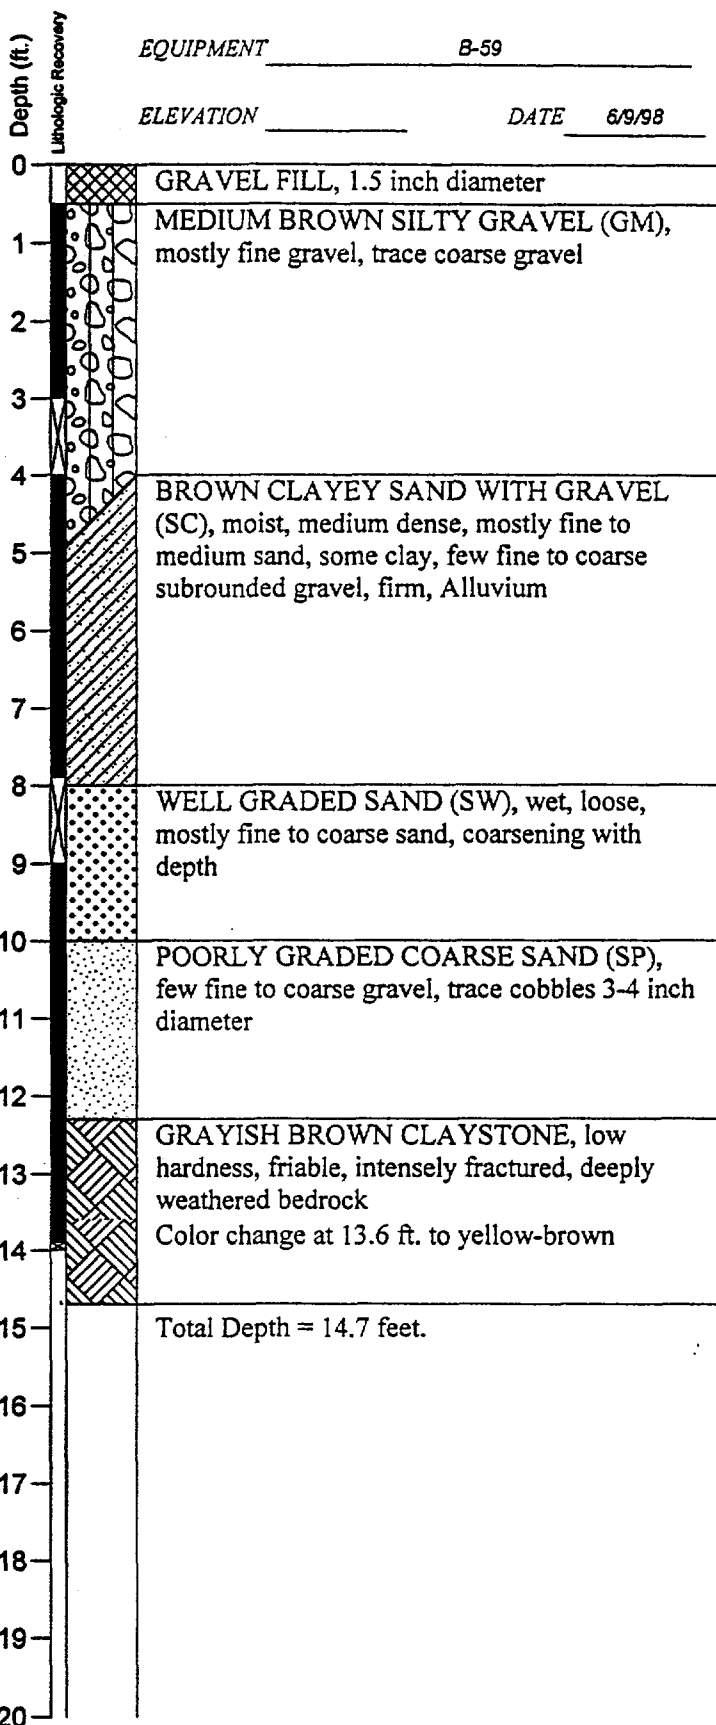 Depth (ft.)
Lithologic Recovery
EQUIPMENT B-59
ELEVATION DATE 6/9/98
0
GRAVEL FILL, 1.5 inch diameter
MEDIUM BROWN SILTY GRAVEL (GM),
1
mostly fine gravel, trace coarse gravel
2
3
4
BROWN CLAYEY SAND WITH GRAVEL
(SC), moist, medium dense, mostly fine to
5
medium sand, some clay, few fine to coarse
subrounded gravel, firm, Alluvium
6
7
8
WELL GRADED SAND (SW), wet, loose,
mostly fine to coarse sand, coarsening with
9
depth
10
POORLY GRADED COARSE SAND (SP),
few fine to coarse gravel, trace cobbles 3-4 inch
11
diameter
12
GRAYISH BROWN CLAYSTONE, low
13
hardness, friable, intensely fractured, deeply
weathered bedrock
Color change at 13.6 ft. to yellow-brown
14
15
Total Depth = 14.7 feet.
16
17
18
19
20